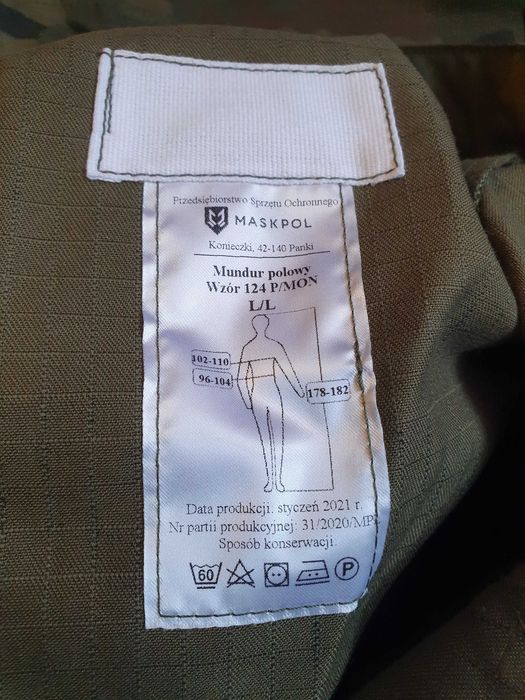 Przedsiębiorstwo Sprzętu Ochronnego
MASKPOL
Konieczki, 42-140 Panki
Mundur polowy
Wzór 124 P/MON
L/L
102-110
96-104
178-182
Data produkcji: styczeń 2021 r.
Nr partii produkcyjnej: 31/2020/MPS
Sposób konserwacji
60
P